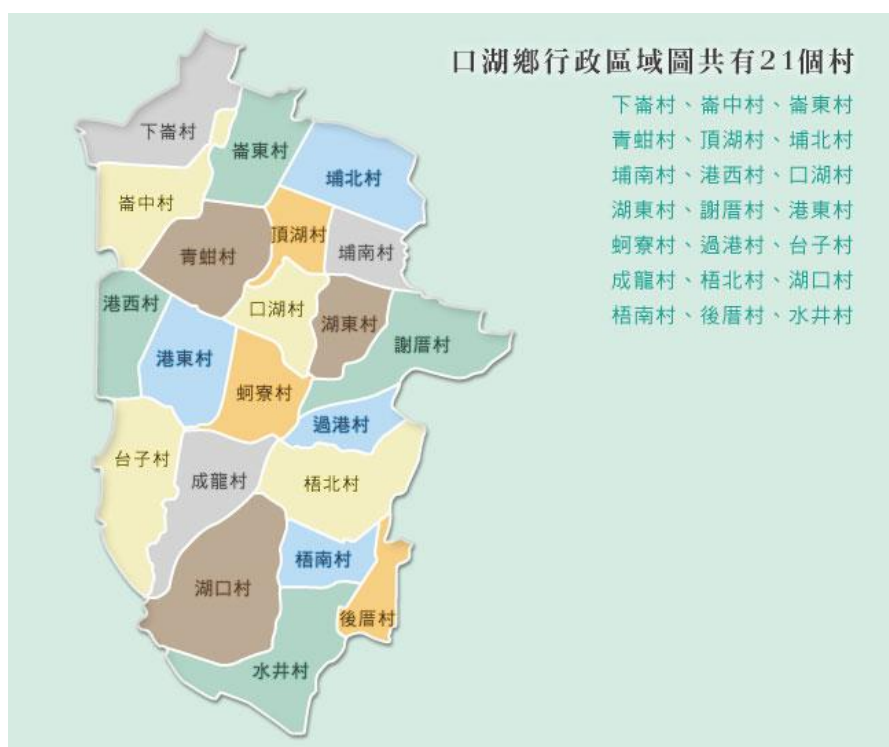 口湖鄉行政區域圖共有21個村
下崙村、崙中村、崙東村
青蚶村、頂湖村、埔北村
埔南村、港西村、口湖村
湖東村、謝厝村、港東村
蚵寮村、過港村、台子村
成龍村、梧北村、湖口村
梧南村、後厝村、水井村
下崙村
崙東村
埔北村
崙中村
頂湖村
埔南村
青蚶村
港西村
口湖村
湖東村
謝厝村
港東村
蚵寮村
過港村
台子村
成龍村
梧北村
梧南村
湖口村
後厝村
水井村